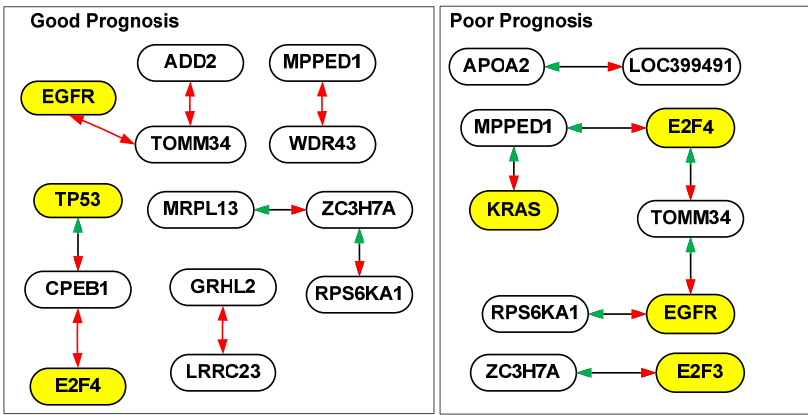 Good Prognosis
ADD2
MPPED1
EGFR
TOMM34
WDR43
TP53
MRPL13
ZC3H7A
CPEB1
GRHL2
RPS6KA1
LRRC23
E2F4
Poor Prognosis
APOA2
LOC399491
MPPED1
E2F4
KRAS
TOMM34
RPS6KA1
EGFR
ZC3H7A
E2F3